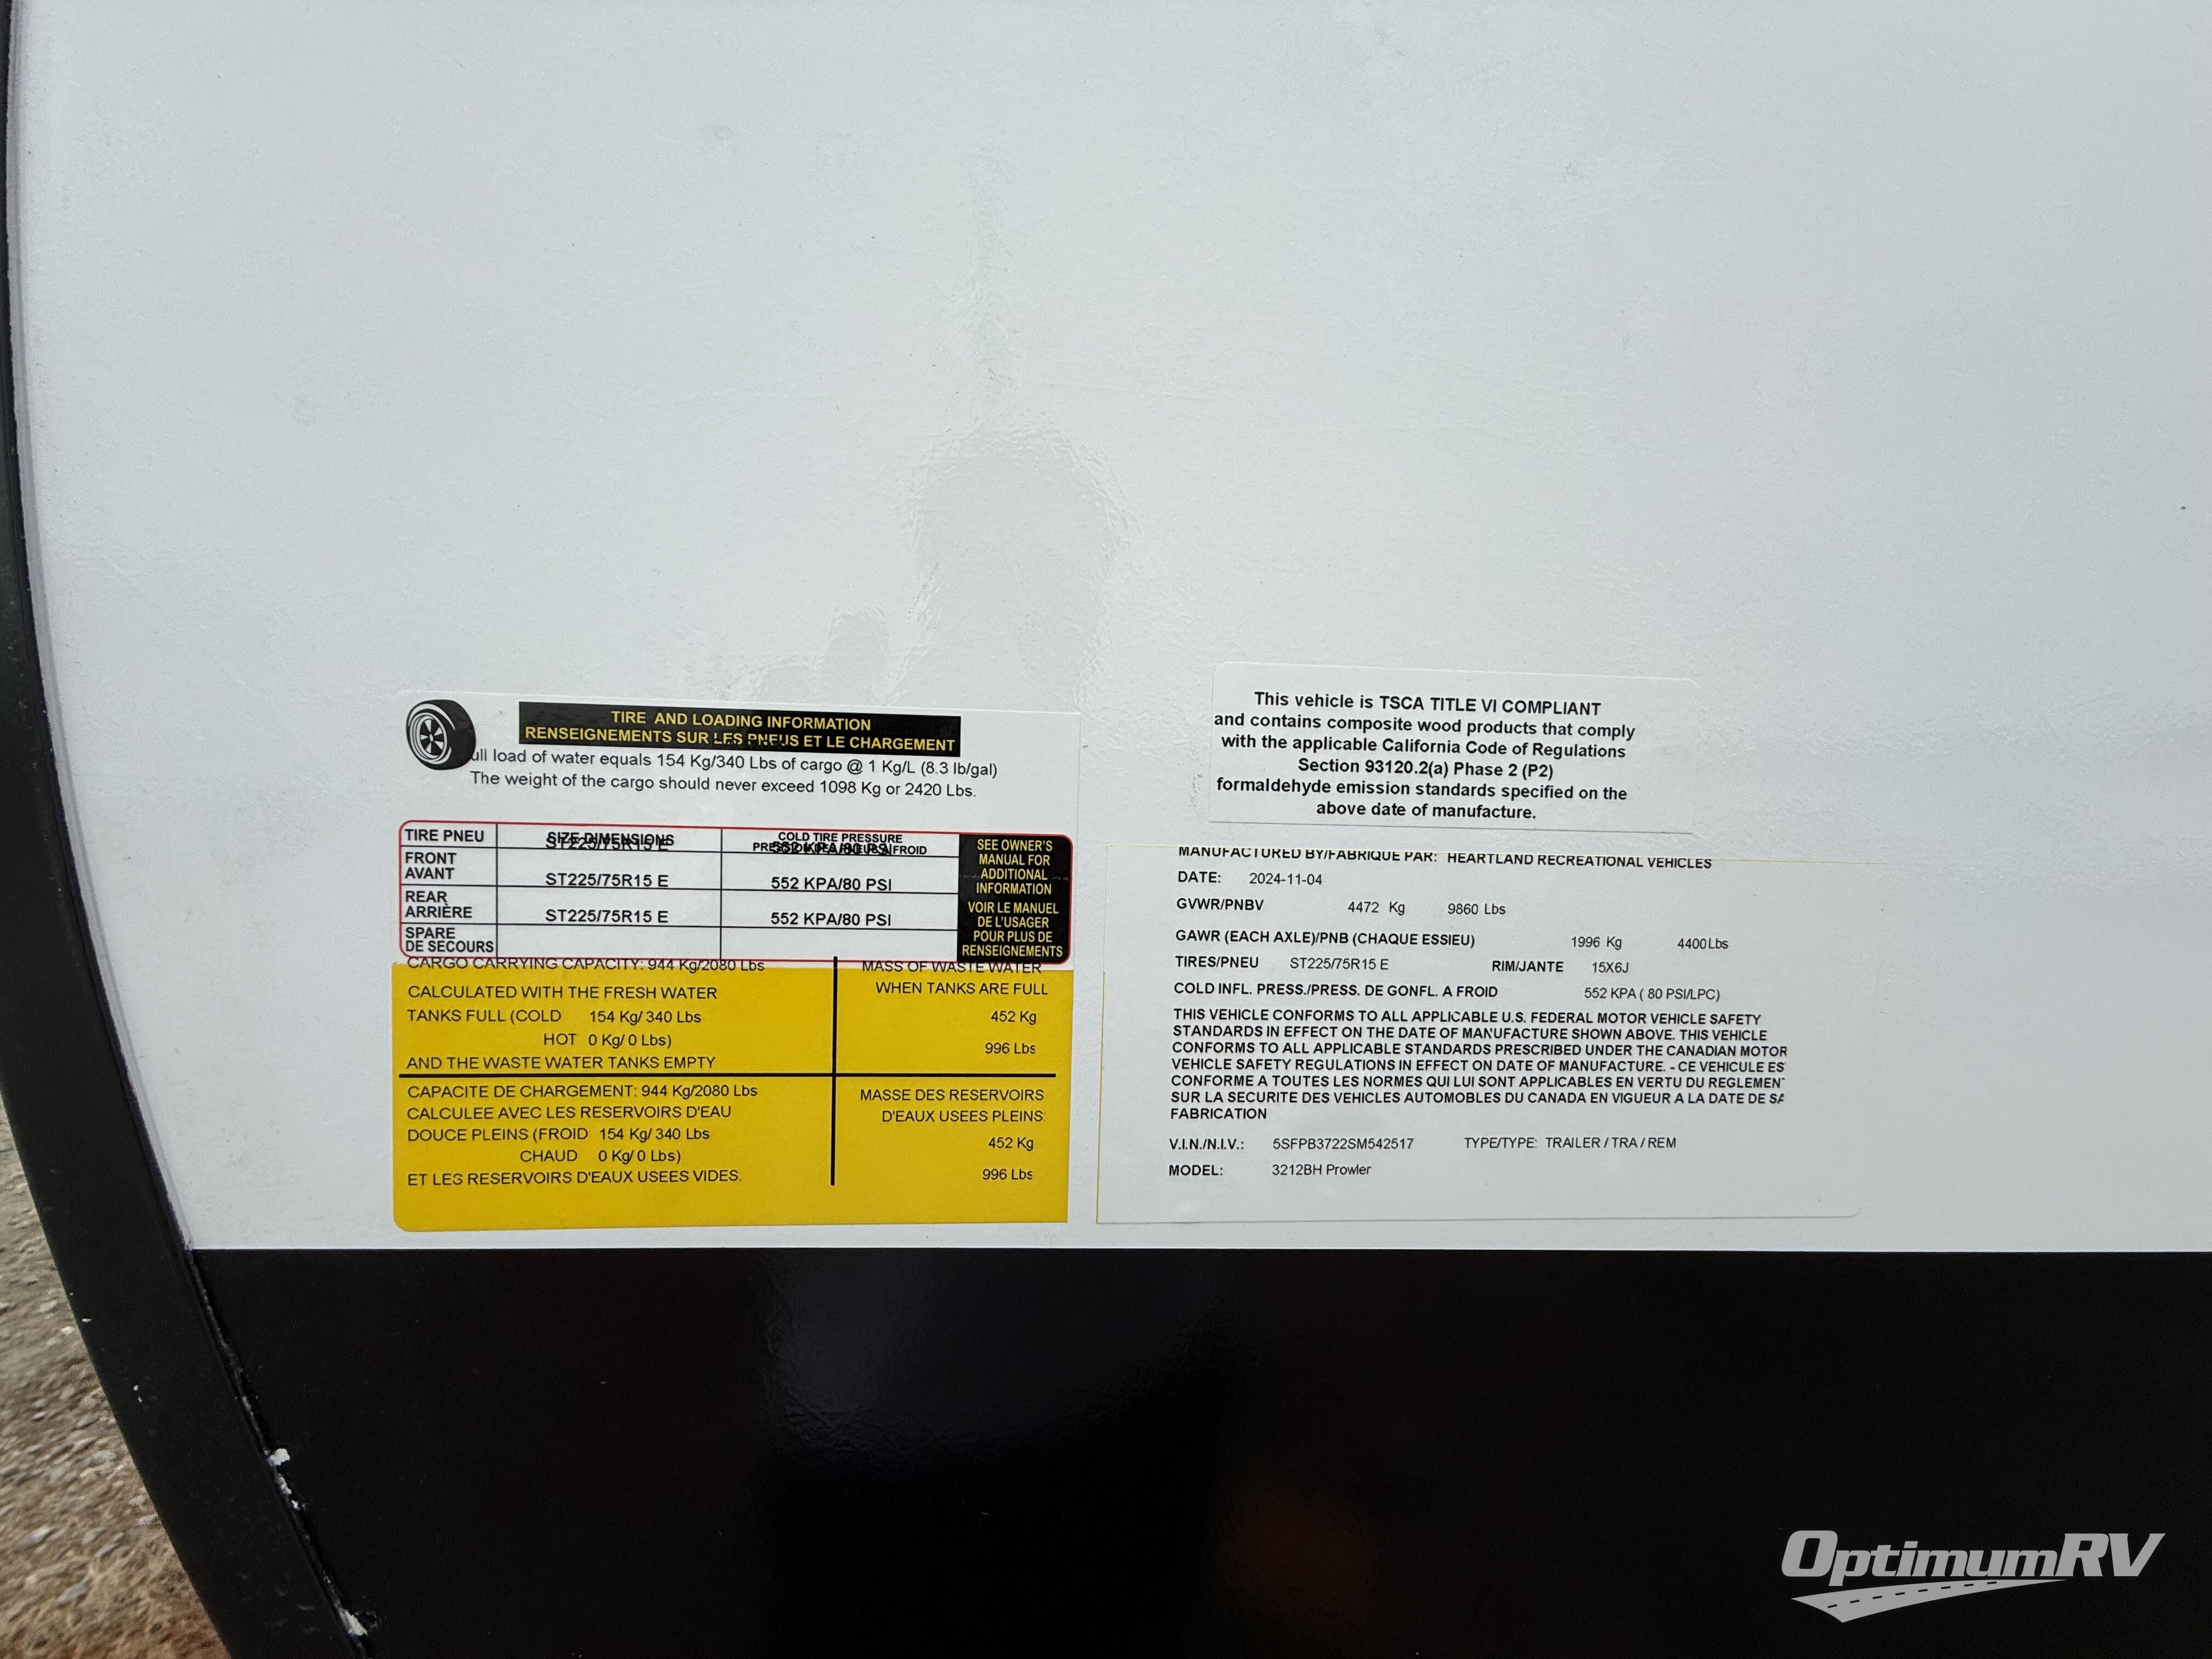 TIRE AND LOADING INFORMATION
RENSEIGNEMENTS SUR LES PNEUS ET LE CHARGEMENT
ull load of water equals 154 Kg/340 Lbs of cargo @ 1 Kg/L (8.3 lb/gal)
The weight of the cargo should never exceed 1098 Kg or 2420 Lbs.
TIRE PNEU SIZE-DIMENSIONS COLD TIRE PRESSURE
ST225/75R15 E PRESSION DES PNEUS A FROID
552 KPA/80 PSI
FRONT
AVANT ST225/75R15 E 552 KPA/80 PSI
REAR
ARRIÈRE ST225/75R15 E 552 KPA/80 PSI
SPARE
DE SECOURS
SEE OWNER'S
MANUAL FOR
ADDITIONAL
INFORMATION
VOIR LE MANUEL
DE L'USAGER
POUR PLUS DE
RENSEIGNEMENTS
CARGO CARRYING CAPACITY: 944 Kg/2080 Lbs
CALCULATED WITH THE FRESH WATER
TANKS FULL (COLD 154 Kg/ 340 Lbs
HOT 0 Kg/ 0 Lbs)
AND THE WASTE WATER TANKS EMPTY
MASS OF WASTE WATER
WHEN TANKS ARE FULL
452 Kg
996 Lbs
CAPACITE DE CHARGEMENT: 944 Kg/2080 Lbs
CALCULEE AVEC LES RESERVOIRS D'EAU
DOUCE PLEINS (FROID 154 Kg/ 340 Lbs
CHAUD 0 Kg/ 0 Lbs)
ET LES RESERVOIRS D'EAUX USEES VIDES.
MASSE DES RESERVOIRS
D'EAUX USEES PLEINS:
452 Kg
996 Lbs
This vehicle is TSCA TITLE VI COMPLIANT
and contains composite wood products that comply
with the applicable California Code of Regulations
Section 93120.2(a) Phase 2 (P2)
formaldehyde emission standards specified on the
above date of manufacture.
MANUFACTURED BY/FABRIQUE PAR: HEARTLAND RECREATIONAL VEHICLES
DATE: 2024-11-04
GVWR/PNBV 4472 Kg 9860 Lbs
GAWR (EACH AXLE)/PNB (CHAQUE ESSIEU) 1996 Kg 4400Lbs
TIRES/PNEU ST225/75R15 E RIM/JANTE 15X6J
COLD INFL. PRESS./PRESS. DE GONFL. A FROID 552 KPA ( 80 PSI/LPC)
THIS VEHICLE CONFORMS TO ALL APPLICABLE U.S. FEDERAL MOTOR VEHICLE SAFETY
STANDARDS IN EFFECT ON THE DATE OF MANUFACTURE SHOWN ABOVE. THIS VEHICLE
CONFORMS TO ALL APPLICABLE STANDARDS PRESCRIBED UNDER THE CANADIAN MOTOR
VEHICLE SAFETY REGULATIONS IN EFFECT ON DATE OF MANUFACTURE. - CE VEHICULE ES
CONFORME A TOUTES LES NORMES QUI LUI SONT APPLICABLES EN VERTU DU REGLEMEN
SUR LA SECURITE DES VEHICLES AUTOMOBILES DU CANADA EN VIGUEUR A LA DATE DE SA
FABRICATION
V.I.N./N.I.V.: 5SFPB3722SM542517 TYPE/TYPE: TRAILER / TRA / REM
MODEL: 3212BH Prowler
OptimumRV